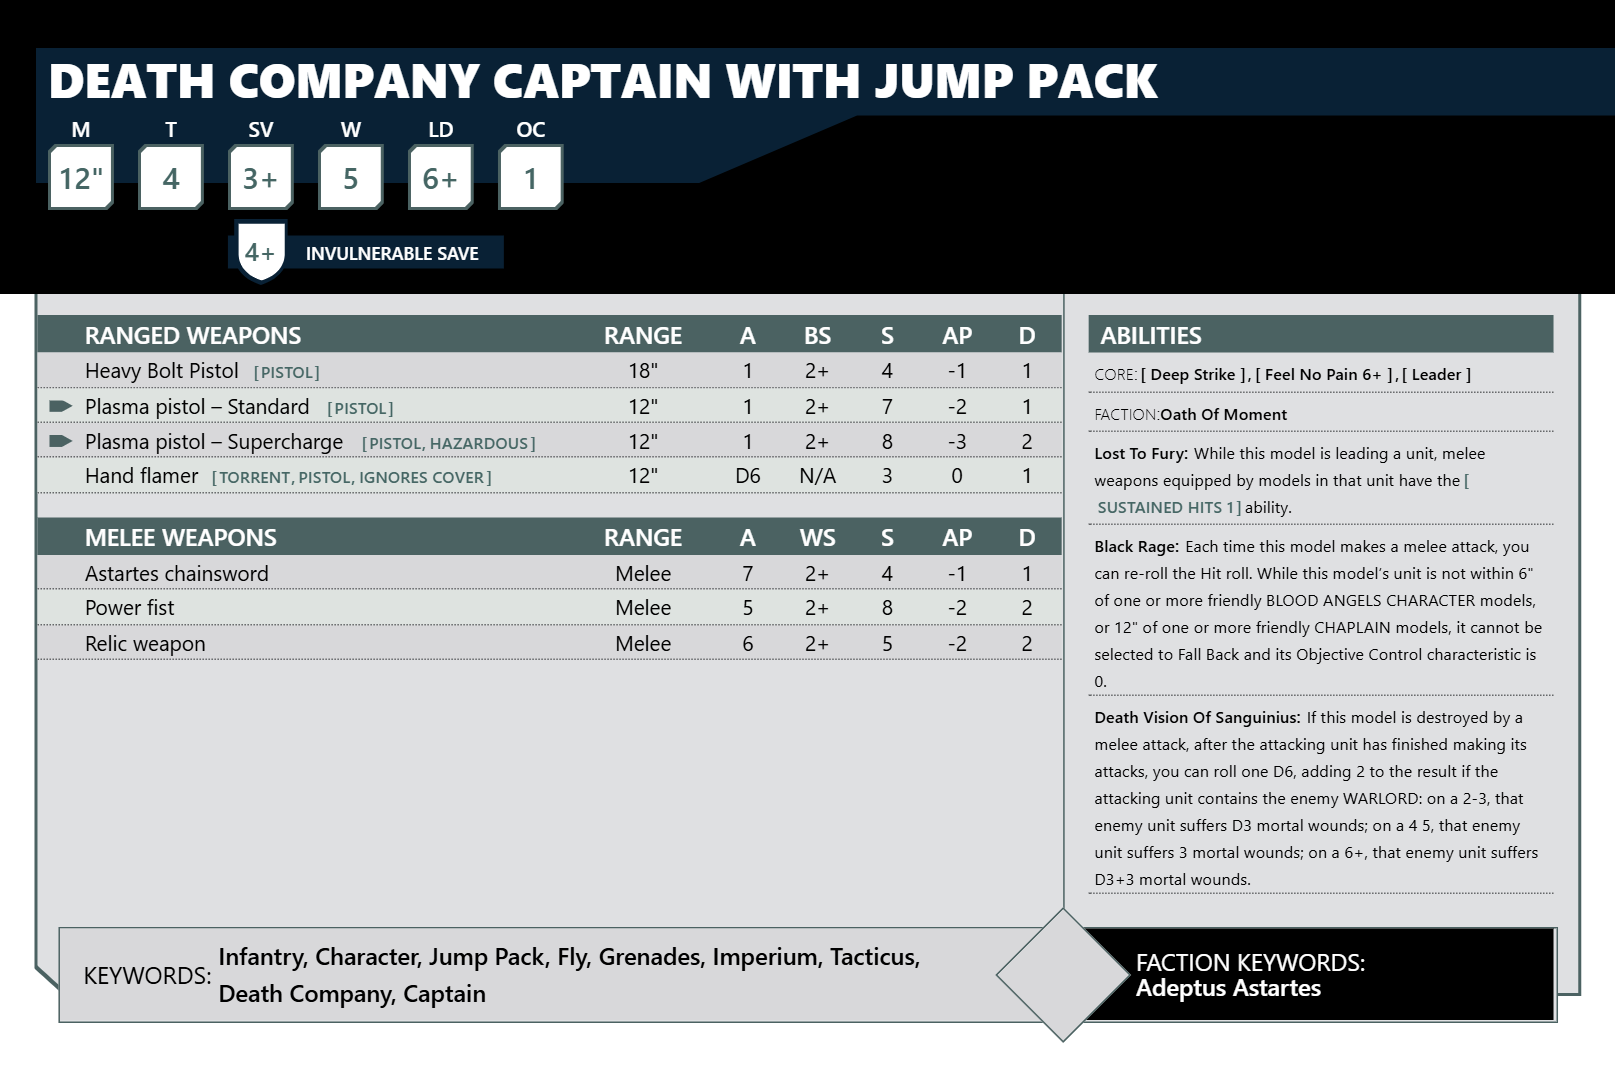 DEATH COMPANY CAPTAIN WITH JUMP PACK
M T SV W LD OC
12" 4 3+ 5 6+ 1
4+ INVULNERABLE SAVE
RANGED WEAPONS RANGE A BS S AP D
Heavy Bolt Pistol [PISTOL] 18" 1 2+ 4 -1 1
Plasma pistol – Standard [PISTOL] 12" 1 2+ 7 -2 1
Plasma pistol – Supercharge [PISTOL, HAZARDOUS] 12" 1 2+ 8 -3 2
Hand flamer [TORRENT, PISTOL, IGNORES COVER] 12" D6 N/A 3 0 1
MELEE WEAPONS RANGE A WS S AP D
Astartes chainsword Melee 7 2+ 4 -1 1
Power fist Melee 5 2+ 8 -2 2
Relic weapon Melee 6 2+ 5 -2 2
ABILITIES
CORE: [ Deep Strike ], [ Feel No Pain 6+ ], [ Leader ]
FACTION:Oath Of Moment
Lost To Fury: While this model is leading a unit, melee
weapons equipped by models in that unit have the [
SUSTAINED HITS 1] ability.
Black Rage: Each time this model makes a melee attack, you
can re-roll the Hit roll. While this model's unit is not within 6"
of one or more friendly BLOOD ANGELS CHARACTER models,
or 12" of one or more friendly CHAPLAIN models, it cannot be
selected to Fall Back and its Objective Control characteristic is
0.
Death Vision Of Sanguinius: If this model is destroyed by a
melee attack, after the attacking unit has finished making its
attacks, you can roll one D6, adding 2 to the result if the
attacking unit contains the enemy WARLORD: on a 2-3, that
enemy unit suffers D3 mortal wounds; on a 4 5, that enemy
unit suffers 3 mortal wounds; on a 6+, that enemy unit suffers
D3+3 mortal wounds.
KEYWORDS: Infantry, Character, Jump Pack, Fly, Grenades, Imperium, Tacticus,
Death Company, Captain
FACTION KEYWORDS:
Adeptus Astartes